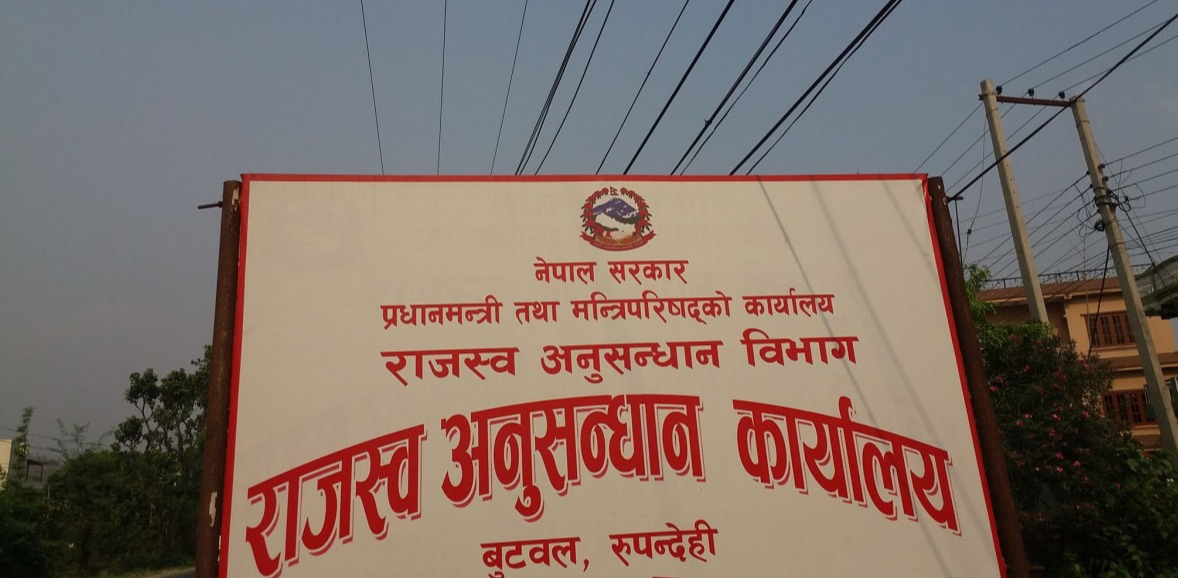 नेपाल सरकार
प्रधानमन्त्री तथा मन्त्रिपरिषद्को कार्यालय
राजस्व अनुसन्धान विभाग
राजस्व अनुसन्धान कार्यालय
बुटवल, रुपन्देही